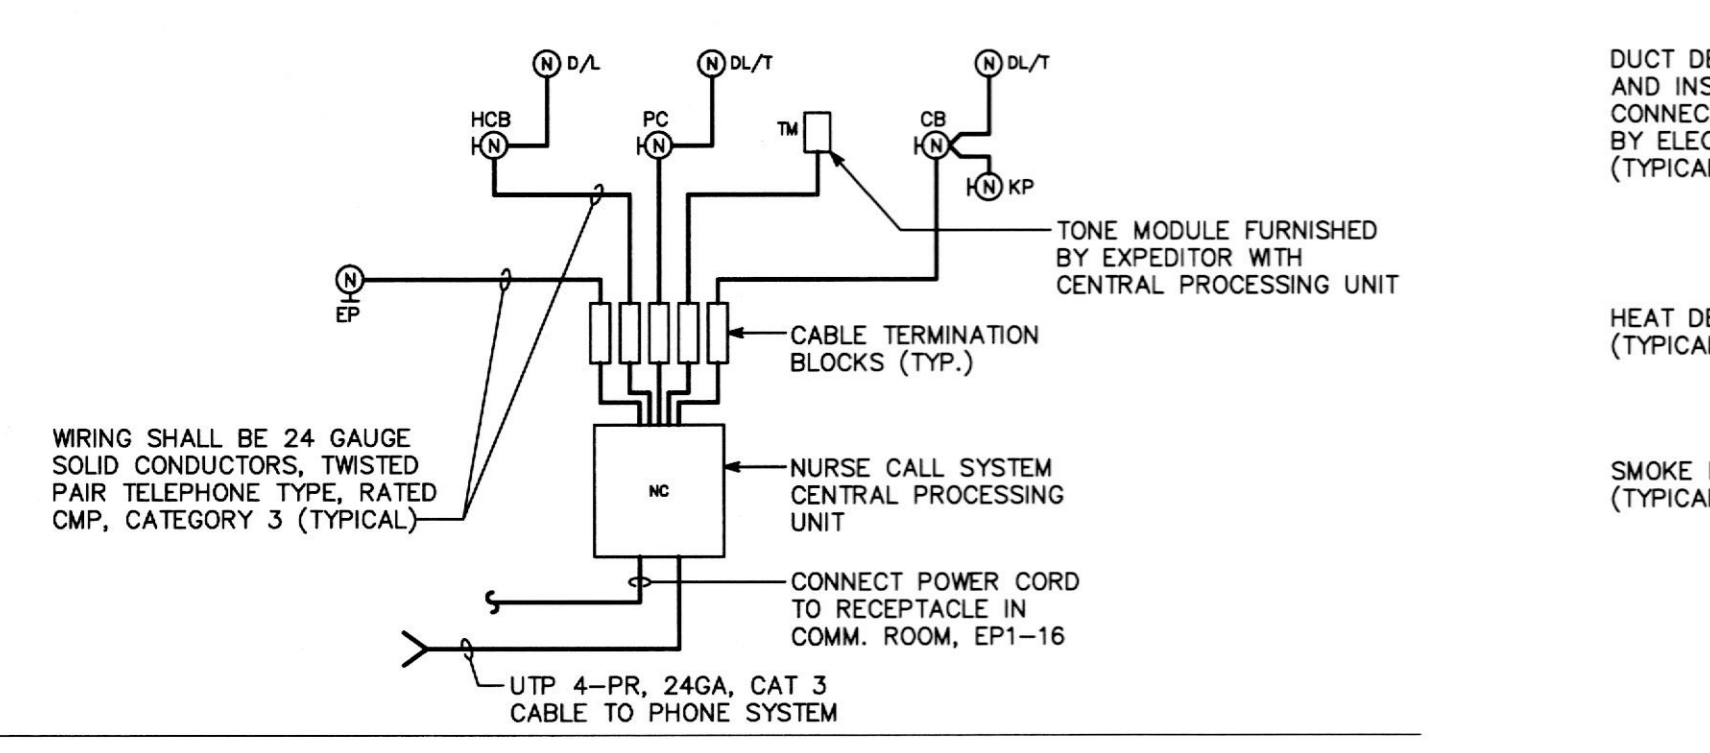 N D/L
N DL/T
N DL/T
HCB
N
PC
N
TM
CB
N
N KP
TONE MODULE FURNISHED
BY EXPEDITOR WITH
CENTRAL PROCESSING UNIT
N
EP
CABLE TERMINATION
BLOCKS (TYP.)
WIRING SHALL BE 24 GAUGE
SOLID CONDUCTORS, TWISTED
PAIR TELEPHONE TYPE, RATED
CMP, CATEGORY 3 (TYPICAL)
NC
NURSE CALL SYSTEM
CENTRAL PROCESSING
UNIT
CONNECT POWER CORD
TO RECEPTACLE IN
COMM. ROOM, EP1-16
UTP 4-PR, 24GA, CAT 3
CABLE TO PHONE SYSTEM
DUCT
AND
BY
HEAT
SMOKE